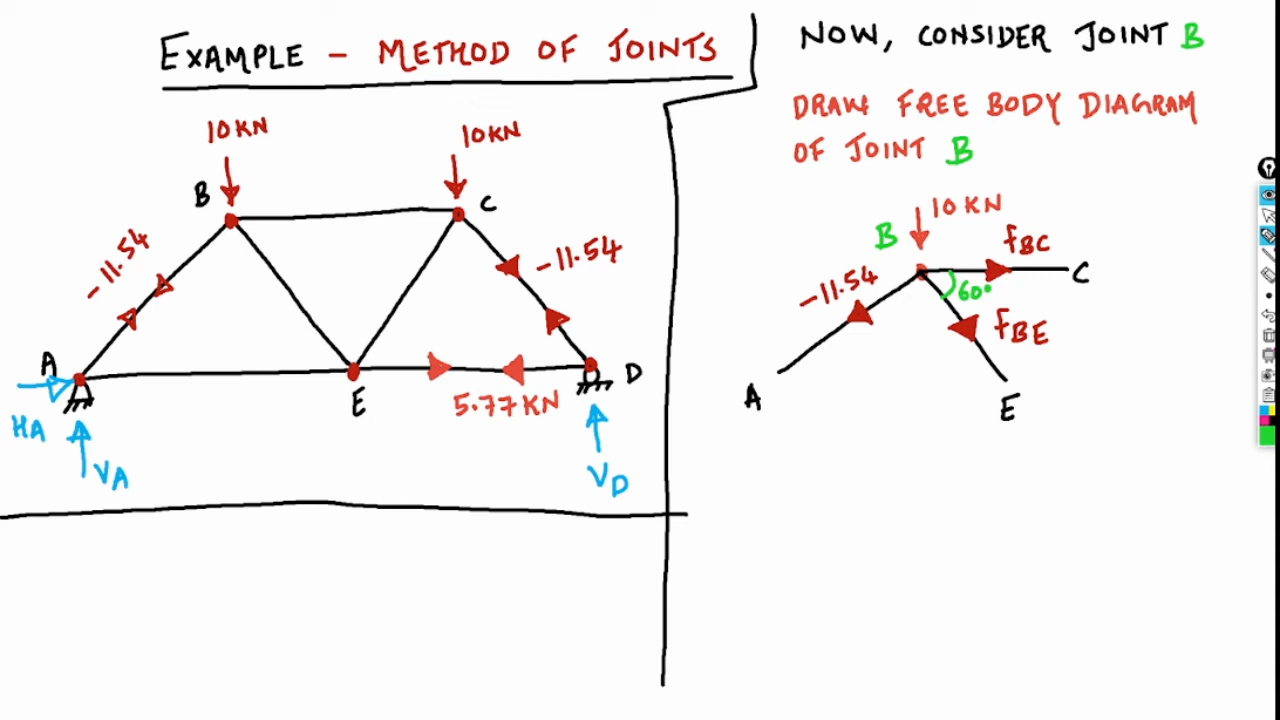 EXAMPLE - METHOD OF JOINTS
10KN
10KN
B
C
-11.54
-11.54
A
E
D
5.77KN
HA
VA
VD
NOW, CONSIDER JOINT B
DRAW FREE BODY DIAGRAM
OF JOINT B
10KN
B
fBC
C
-11.54
60°
fBE
A
E